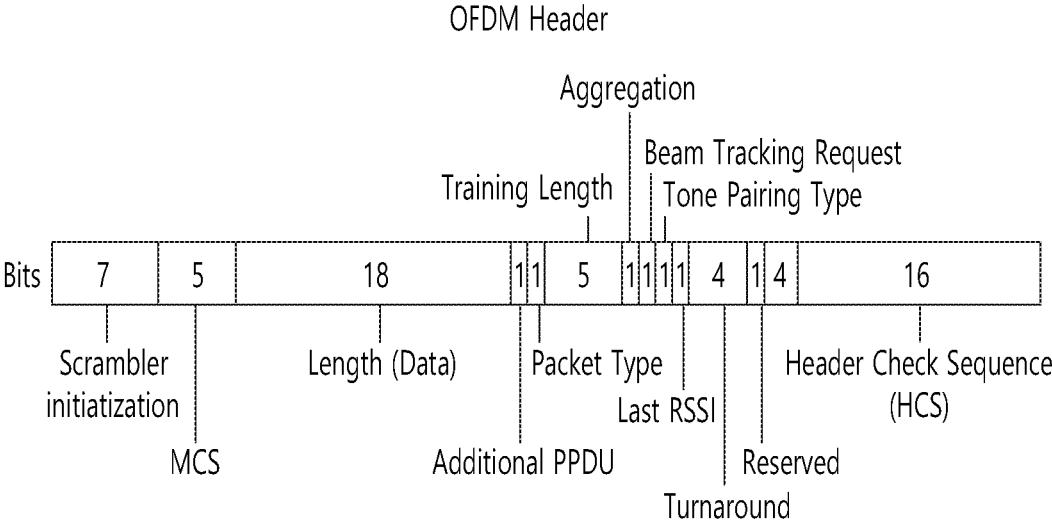 OFDM Header
Aggregation
Beam Tracking Request
Training Length
Tone Pairing Type
Bits 7 5 18 1 1 5 1 1 1 1 4 1 4 16
Scrambler
initiatization
Length (Data)
Packet Type
Header Check Sequence
(HCS)
Last RSSI
MCS
Additional PPDU
Reserved
Turnaround